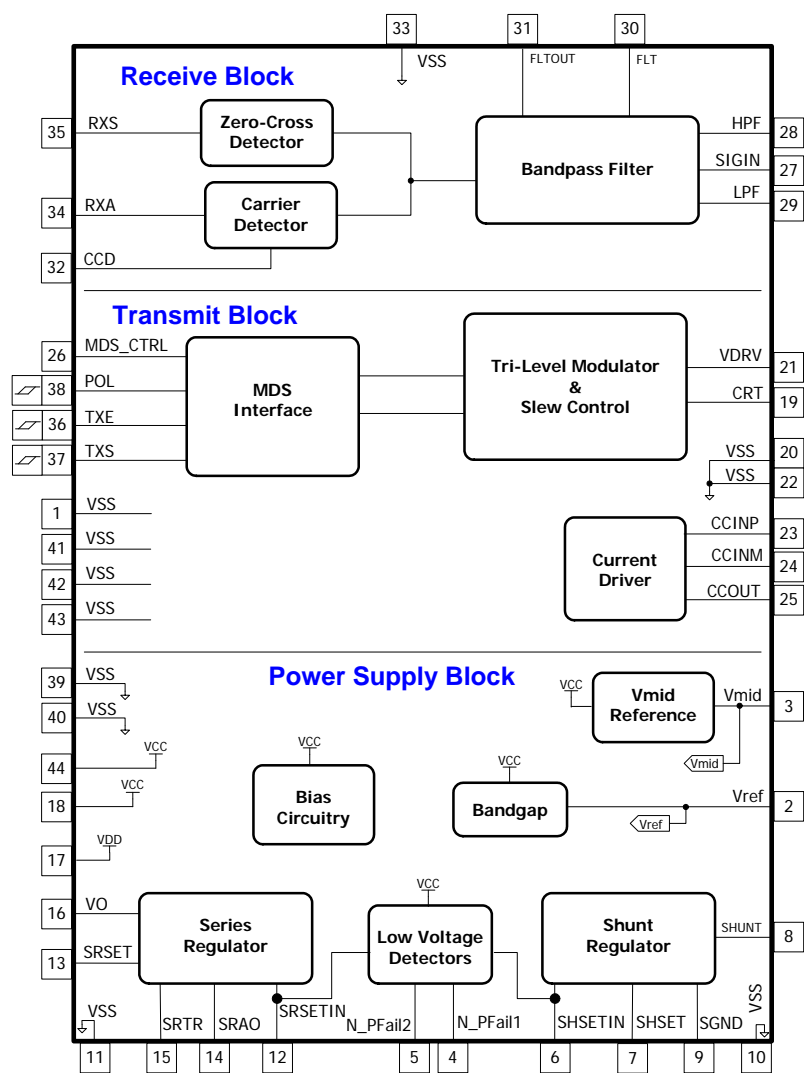 33
31
30
VSS
FLTOUT
FLT
Receive Block
35
RXS
Zero-Cross
Detector
Bandpass Filter
HPF
28
SIGIN
27
LPF
29
34
RXA
Carrier
Detector
32
CCD
Transmit Block
26
MDS_CTRL
38
POL
36
TXE
37
TXS
MDS
Interface
Tri-Level Modulator
&
Slew Control
VDRV
21
CRT
19
VSS
20
VSS
22
1
VSS
41
VSS
42
VSS
43
VSS
Current
Driver
CCINP
23
CCINM
24
CCOUT
25
Power Supply Block
39
VSS
40
VSS
44
VCC
18
VCC
17
VDD
VCC
Vmid
Reference
Vmid
3
Vmid
VCC
Bias
Circuitry
VCC
Bandgap
Vref
2
Vref
16
VO
13
SRSET
Series
Regulator
VCC
Low Voltage
Detectors
Shunt
Regulator
SHUNT
8
VSS
SRTR
SRAO
SRSETIN
N_PFail2
N_PFail1
SHSETIN
SHSET
SGND
VSS
11
15
14
12
5
4
6
7
9
10